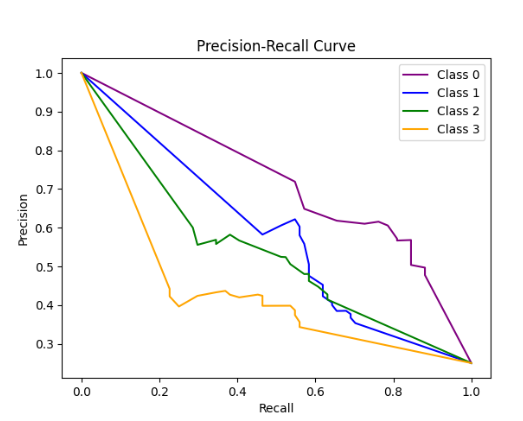 Precision-Recall Curve
Class 0
Class 1
Class 2
Class 3
1.0
0.9
0.8
0.7
0.6
0.5
0.4
0.3
Precision
0.0 0.2 0.4 0.6 0.8 1.0
Recall